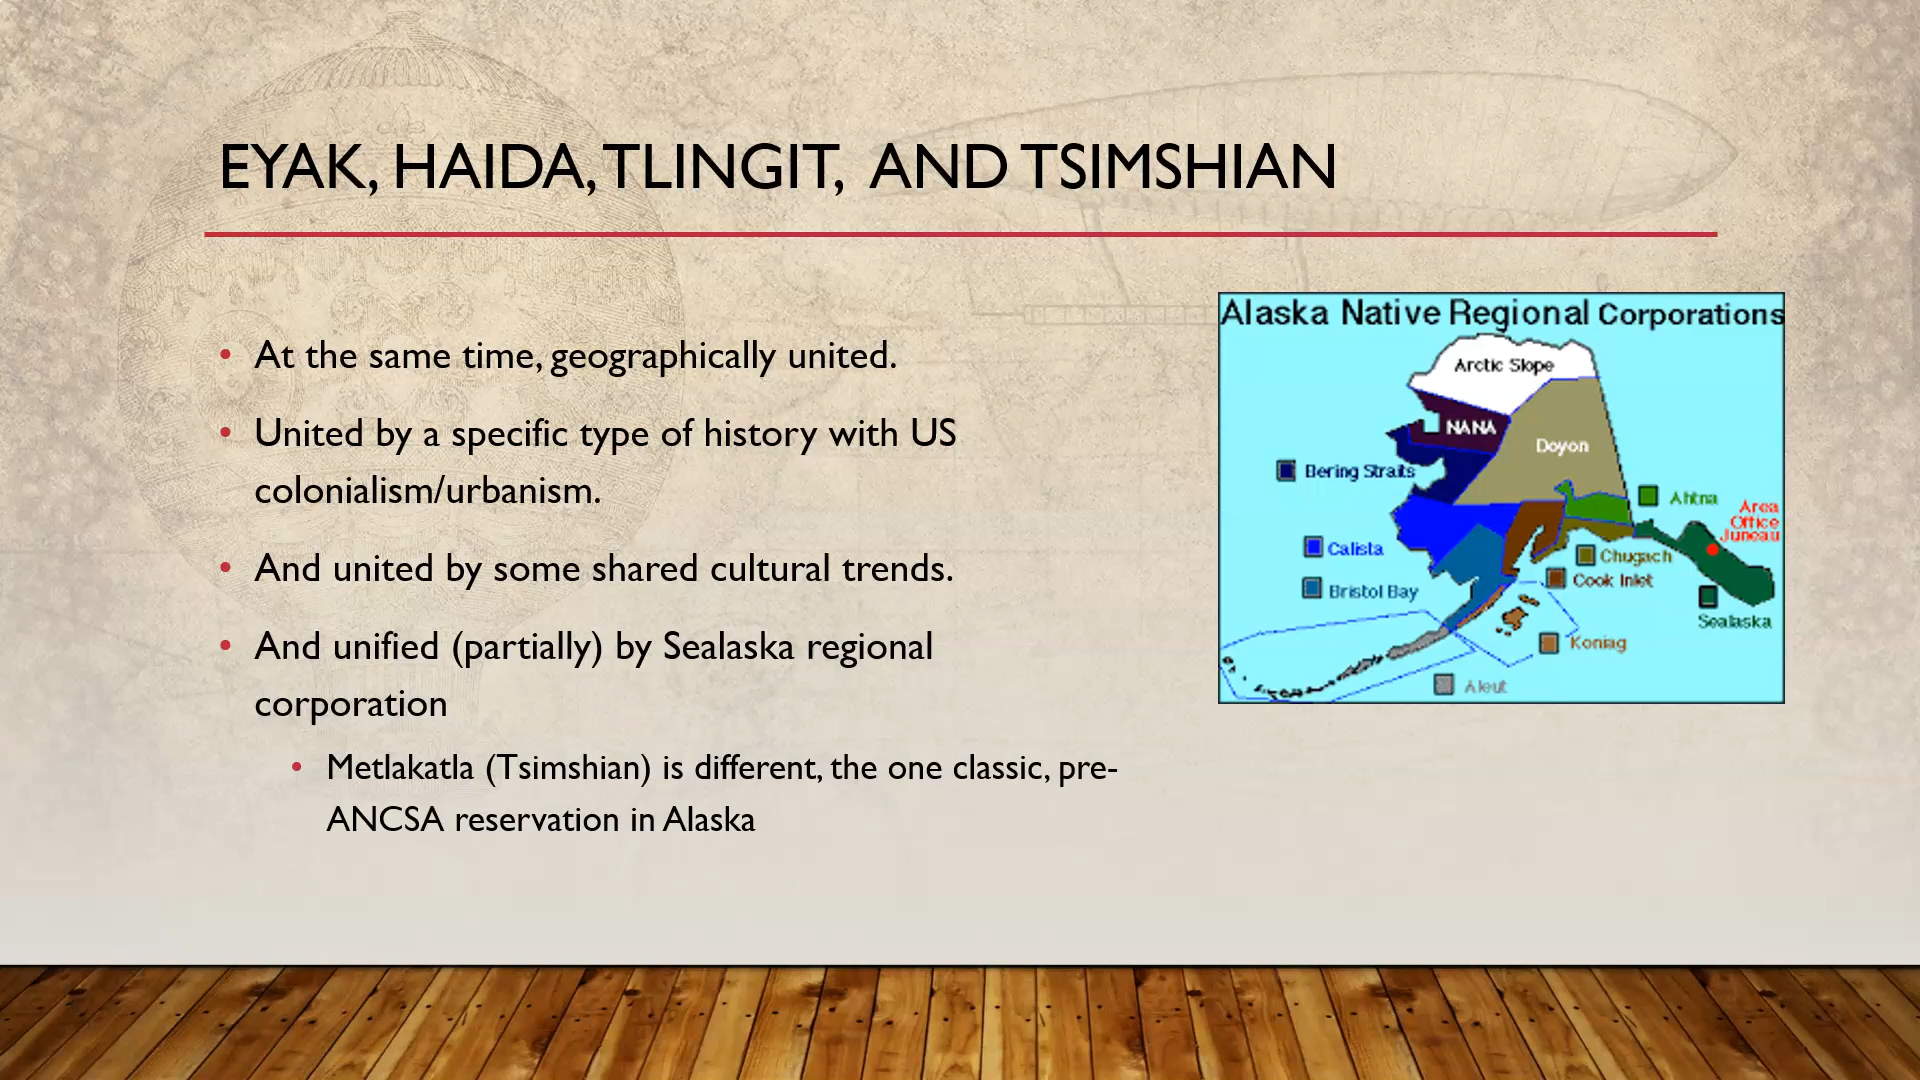 EYAK, HAIDA, TLINGIT, AND TSIMSHIAN
• At the same time, geographically united.
• United by a specific type of history with US
colonialism/urbanism.
• And united by some shared cultural trends.
• And unified (partially) by Sealaska regional
corporation
• Metlakatla (Tsimshian) is different, the one classic, pre-
ANCSA reservation in Alaska
Alaska Native Regional Corporations
Arctic Slope
NANA
Doyon
Bering Straits
Ahtna
Area
Office
Juneau
Calista
Chugach
Cook Inlet
Bristol Bay
Sealaska
Koniag
Aleut